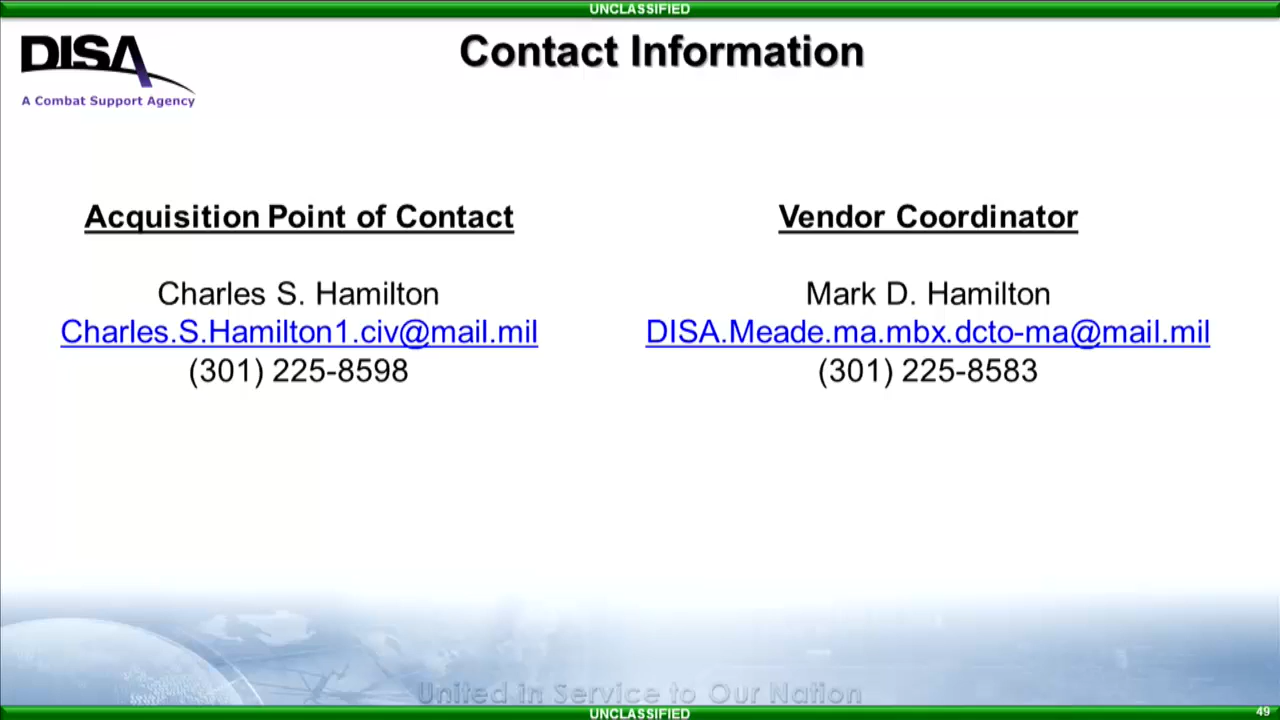 UNCLASSIFIED
DISA
A Combat Support Agency
Contact Information
Acquisition Point of Contact
Charles S. Hamilton
Charles.S.Hamilton1.civ@mail.mil
(301) 225-8598
Vendor Coordinator
Mark D. Hamilton
DISA.Meade.ma.mbx.dcto-ma@mail.mil
(301) 225-8583
United in Service to Our Nation
UNCLASSIFIED
49